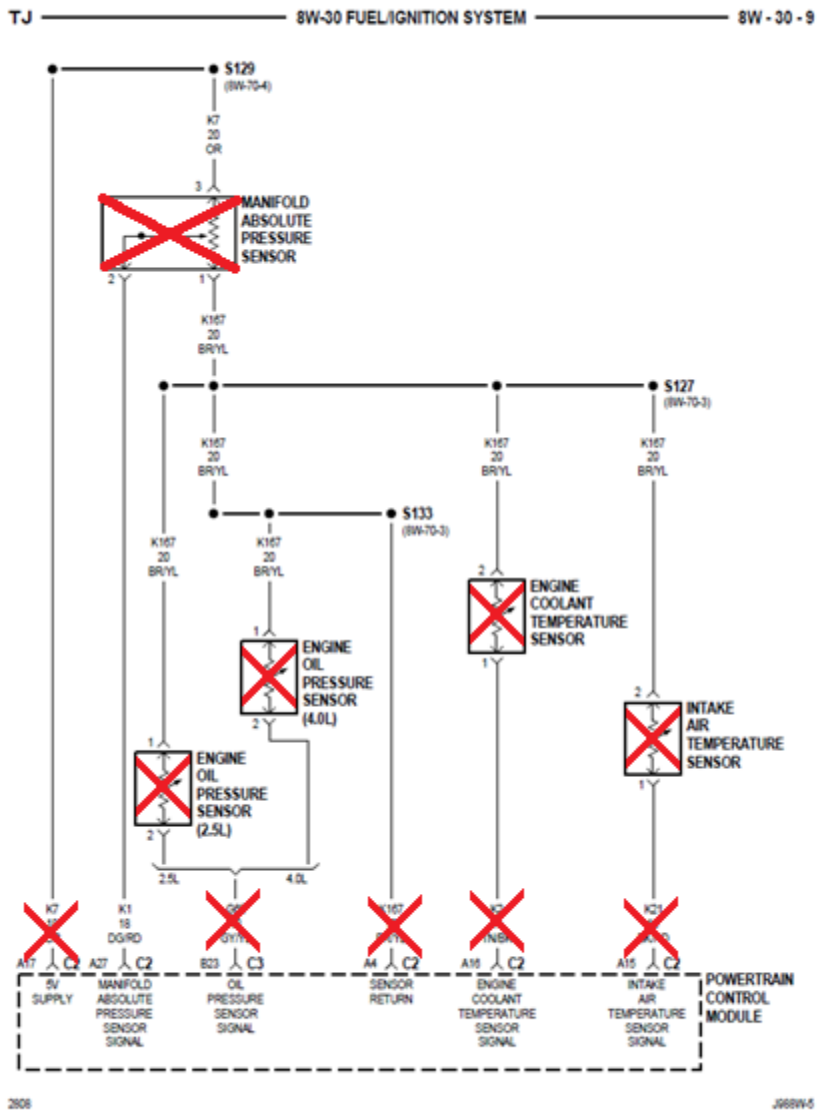 TJ 8W-30 FUEL/IGNITION SYSTEM 8W - 30 - 9
S129
(8W-70-4)
K7
20
OR
3
MANIFOLD
ABSOLUTE
PRESSURE
SENSOR
2 1
K167
20
BR/YL
S127
(8W-70-3)
K167
20
BR/YL
K167
20
BR/YL
K167
20
BR/YL
S133
(8W-70-3)
K167
20
BR/YL
K167
20
BR/YL
2
ENGINE
COOLANT
TEMPERATURE
SENSOR
1
1
ENGINE
OIL
PRESSURE
SENSOR
(4.0L)
2
2
INTAKE
AIR
TEMPERATURE
SENSOR
1
1
ENGINE
OIL
PRESSURE
SENSOR
(2.5L)
2
2.5L 4.0L
K7
K1
18
DG/RD
K167
K21
A17 C2
A27 C2
B23 C3
A4 C2
A16 C2
A15 C2
5V
SUPPLY
MANIFOLD
ABSOLUTE
PRESSURE
SENSOR
SIGNAL
OIL
PRESSURE
SENSOR
SIGNAL
SENSOR
RETURN
ENGINE
COOLANT
TEMPERATURE
SENSOR
SIGNAL
INTAKE
AIR
TEMPERATURE
SENSOR
SIGNAL
POWERTRAIN
CONTROL
MODULE
2808 J988W-5